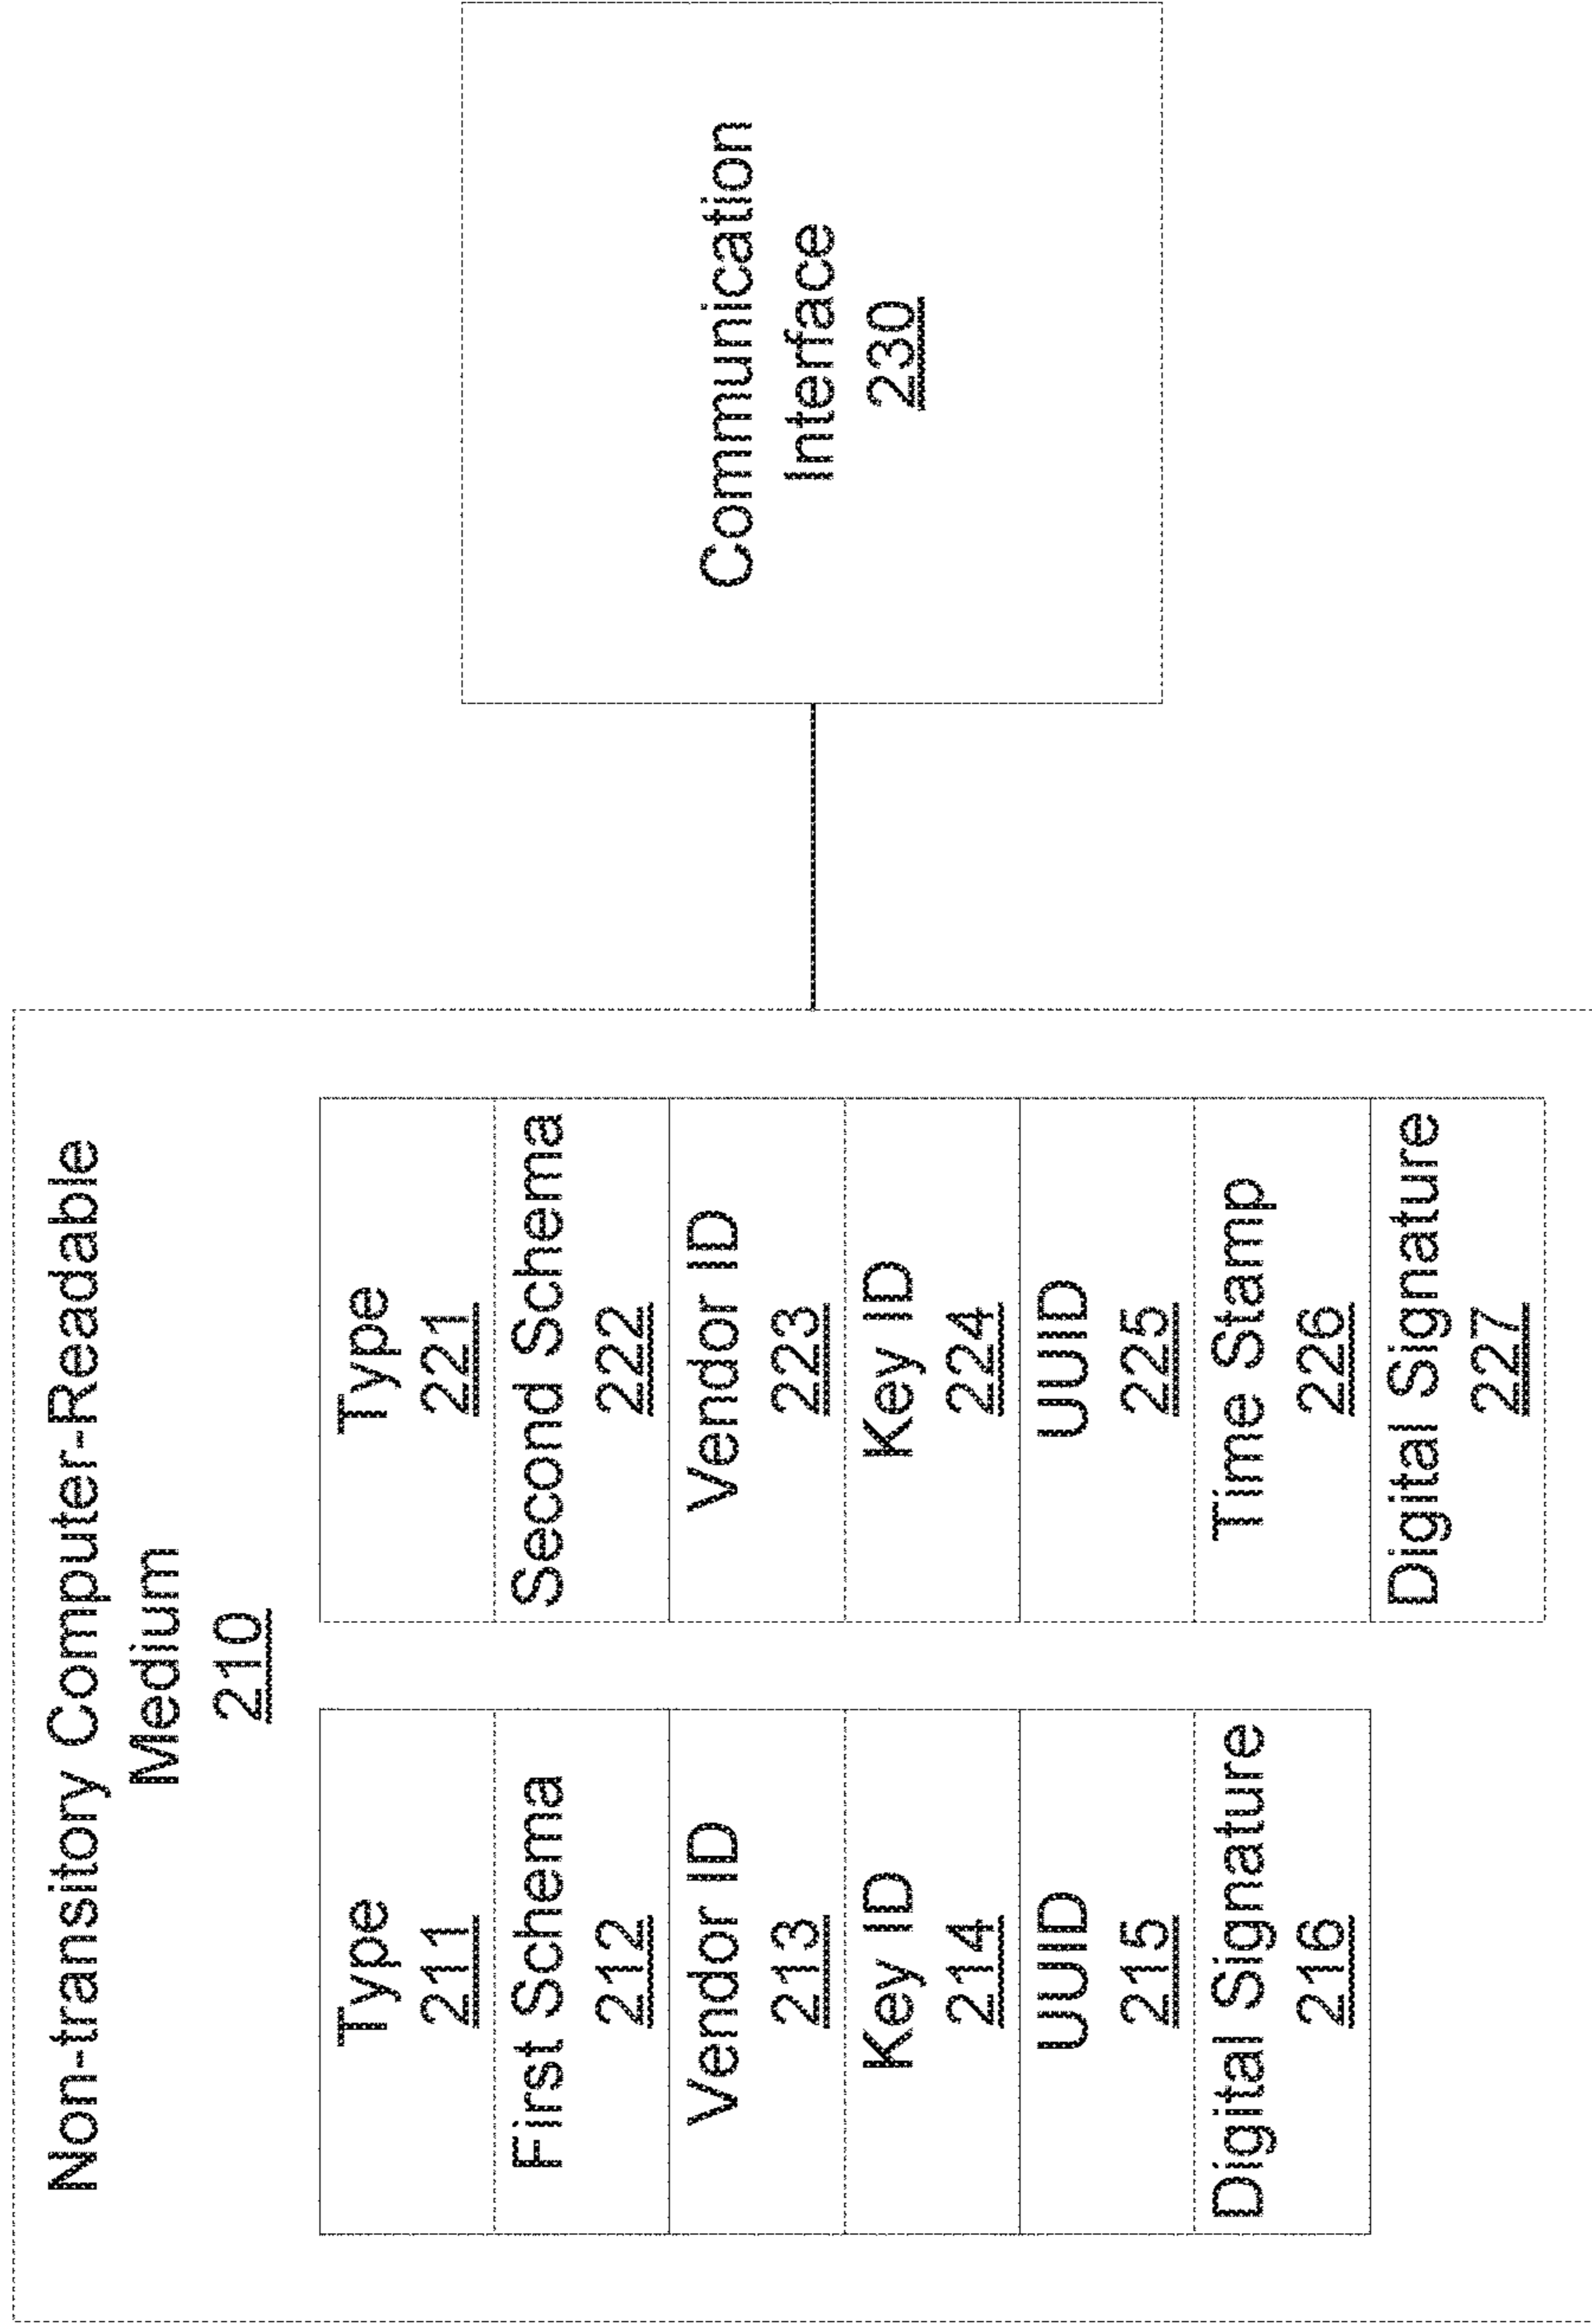 Non-transitory Computer-Readable
Medium
210
Type
211
First Schema
212
Vendor ID
213
Key ID
214
UUID
215
Digital Signature
216
Type
221
Second Schema
222
Vendor ID
223
Key ID
224
UUID
225
Time Stamp
226
Digital Signature
227
Communication
Interface
230